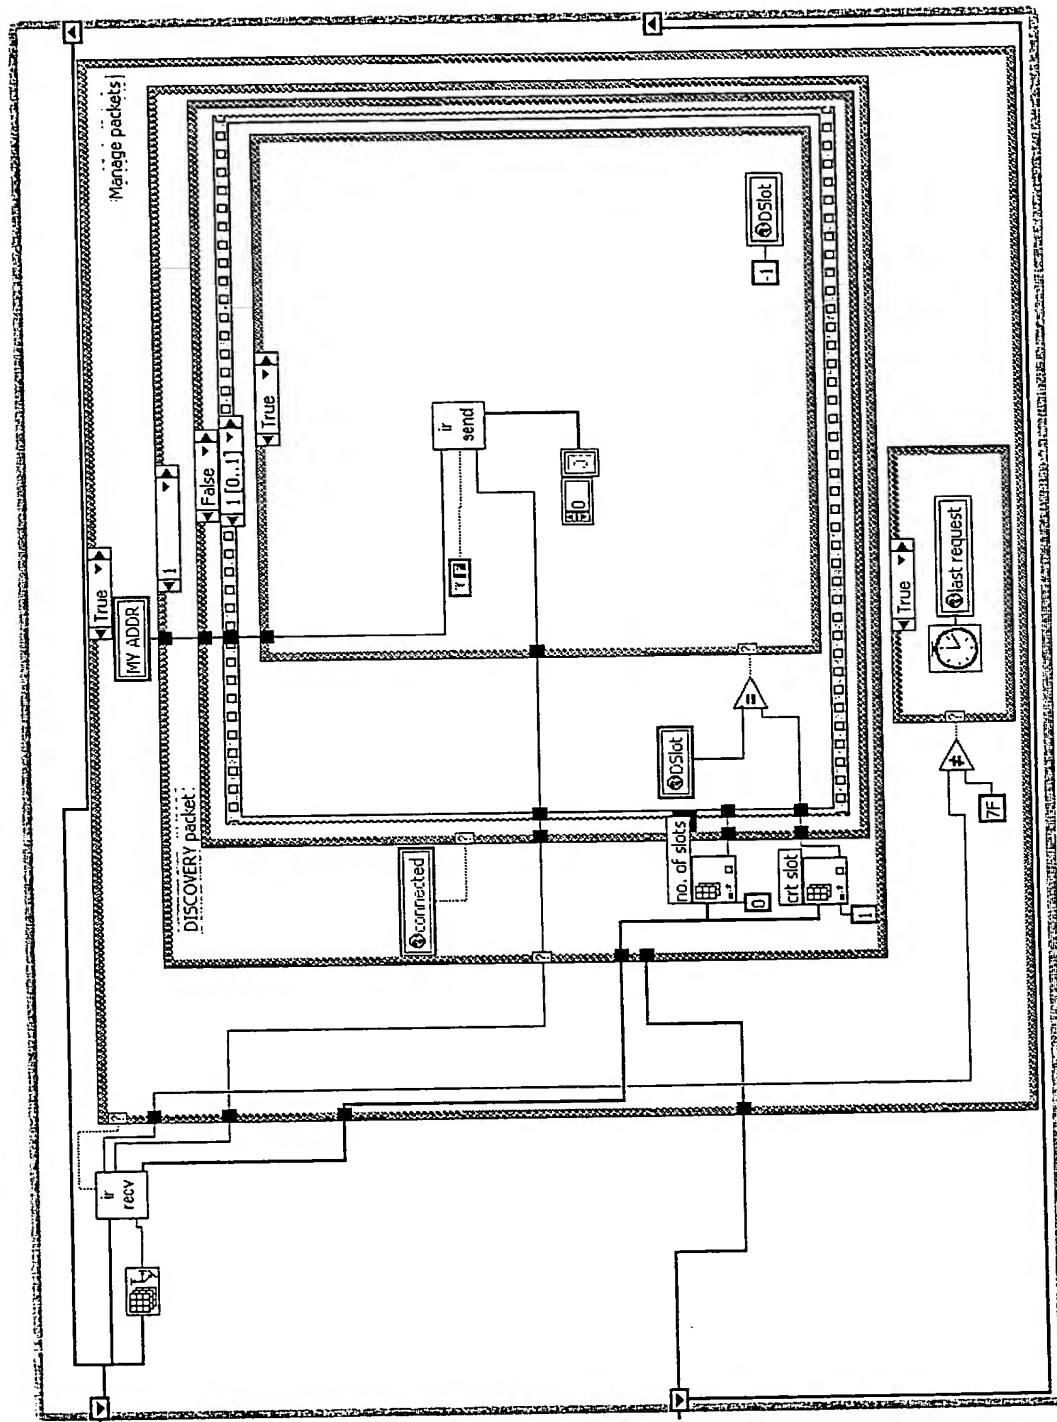 Manage packets
True
MY ADDR
1
DISCOVERY packet
False
1 [0..1]
True
ir
send
0
-1
DSlot
connected
DSlot
=
no. of slots
0
crt slot
1
True
last request
≠
7F
ir
recv